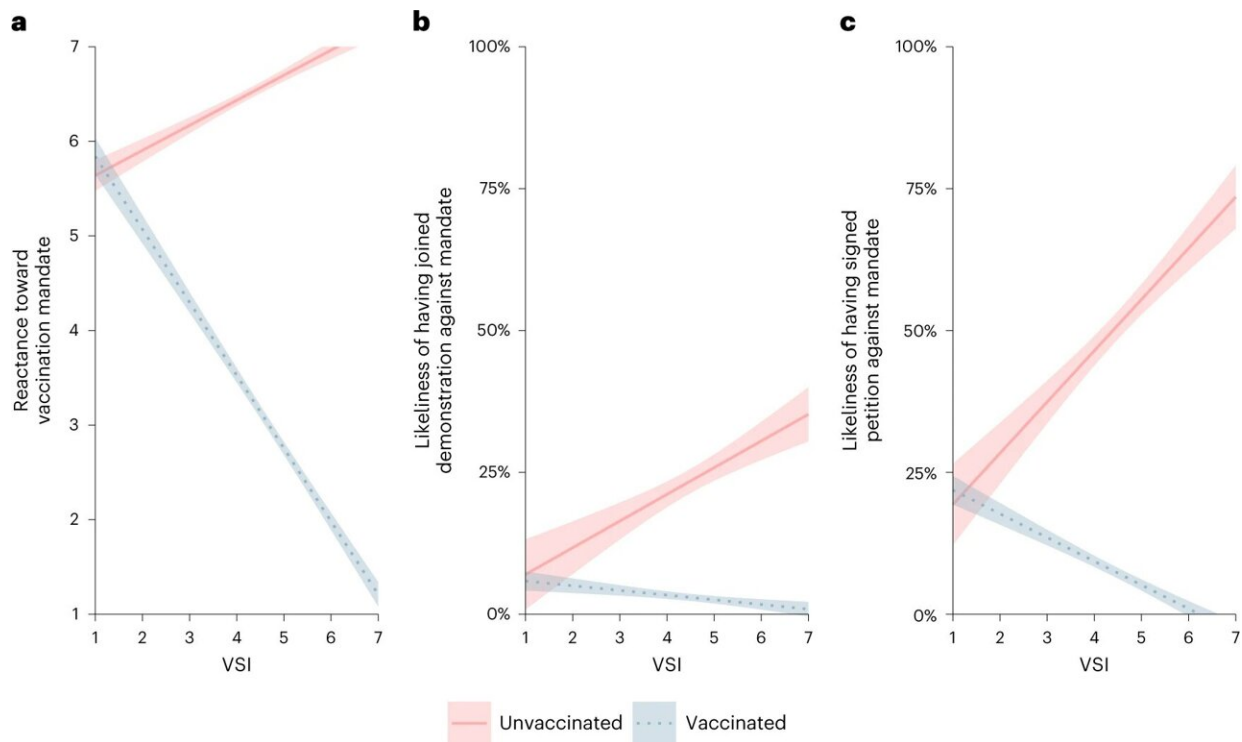 a
Reactance toward
vaccination mandate
7
6
5
4
3
2
1
1 2 3 4 5 6 7
VSI
b
Likeliness of having joined
demonstration against mandate
100%
75%
50%
25%
0%
1 2 3 4 5 6 7
VSI
c
Likeliness of having signed
petition against mandate
100%
75%
50%
25%
0%
1 2 3 4 5 6 7
VSI
Unvaccinated
Vaccinated